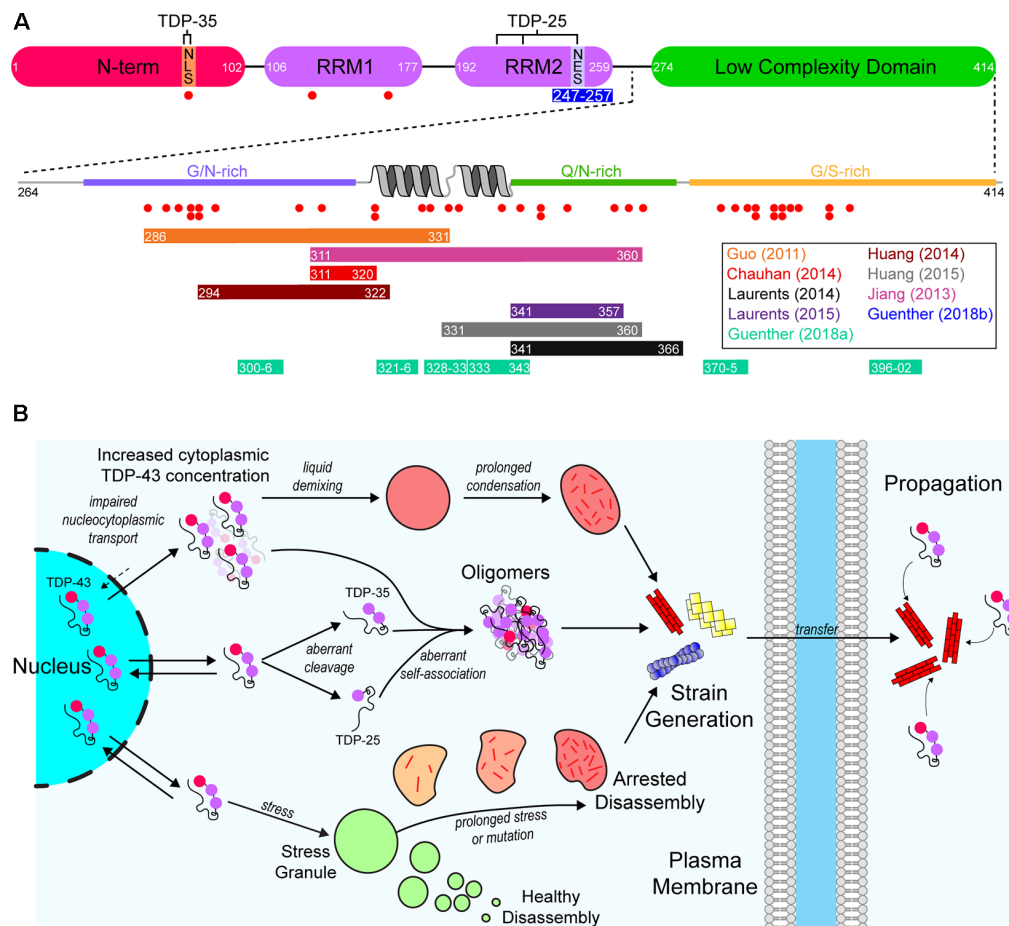 A
TDP-35
TDP-25
1 N-term NLS 102
106 RRM1 177
192 RRM2 NES 259
274 Low Complexity Domain 414
247-257
G/N-rich
Q/N-rich
G/S-rich
264
414
286 331
311 360
311 320
294 322
341 357
331 360
341 366
300-6
321-6
328-33
333 343
370-5
396-02
Guo (2011)
Chauhan (2014)
Laurents (2014)
Laurents (2015)
Guenther (2018a)
Huang (2014)
Huang (2015)
Jiang (2013)
Guenther (2018b)
B
Increased cytoplasmic
TDP-43 concentration
impaired
nucleocytoplasmic
transport
liquid
demixing
prolonged
condensation
Propagation
TDP-43
Nucleus
TDP-35
aberrant
cleavage
TDP-25
Oligomers
aberrant
self-association
Strain
Generation
transfer
stress
Stress
Granule
prolonged stress
or mutation
Arrested
Disassembly
Healthy
Disassembly
Plasma
Membrane